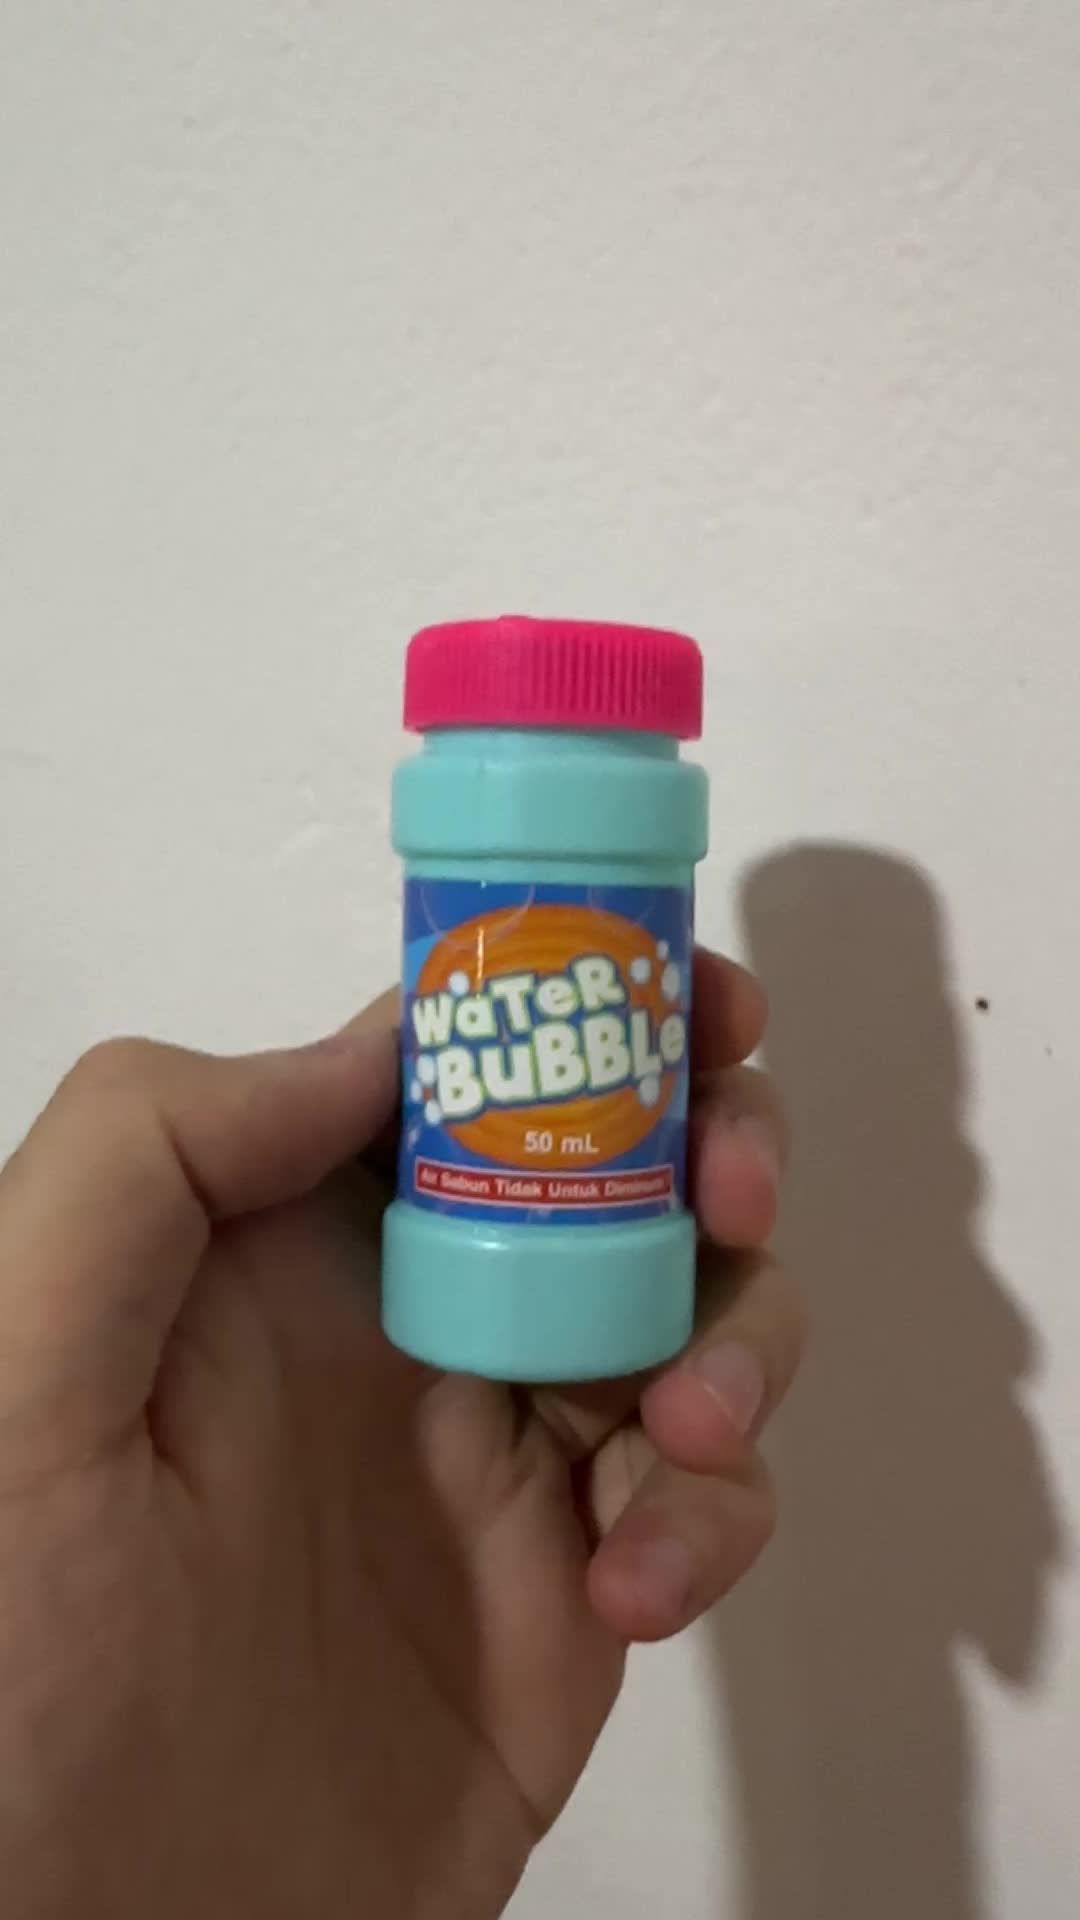 WaTeR
BuBBLe
50 mL
Air Sabun Tidak Untuk Diminum